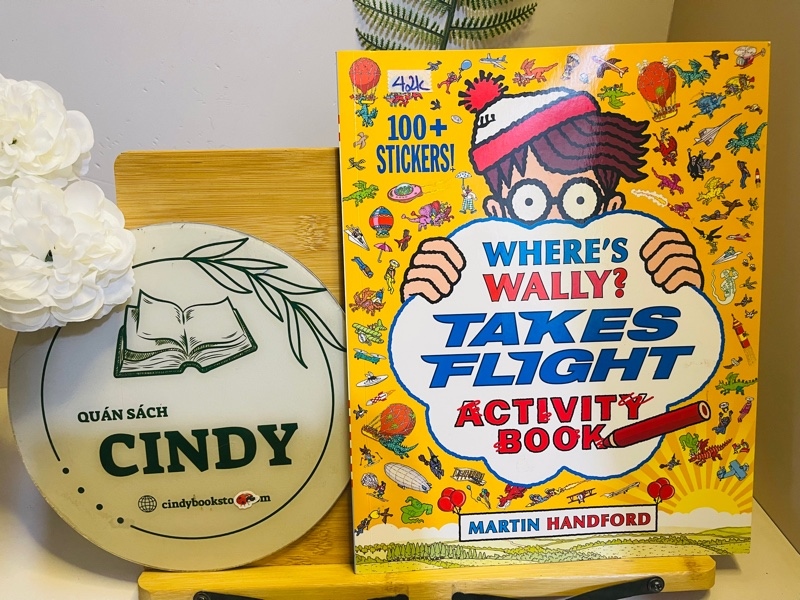 42K
100+
STICKERS!
WHERE'S
WALLY?
TAKES
FLIGHT
ACTIVITY
BOOK
MARTIN HANDFORD
QUÁN SÁCH
CINDY